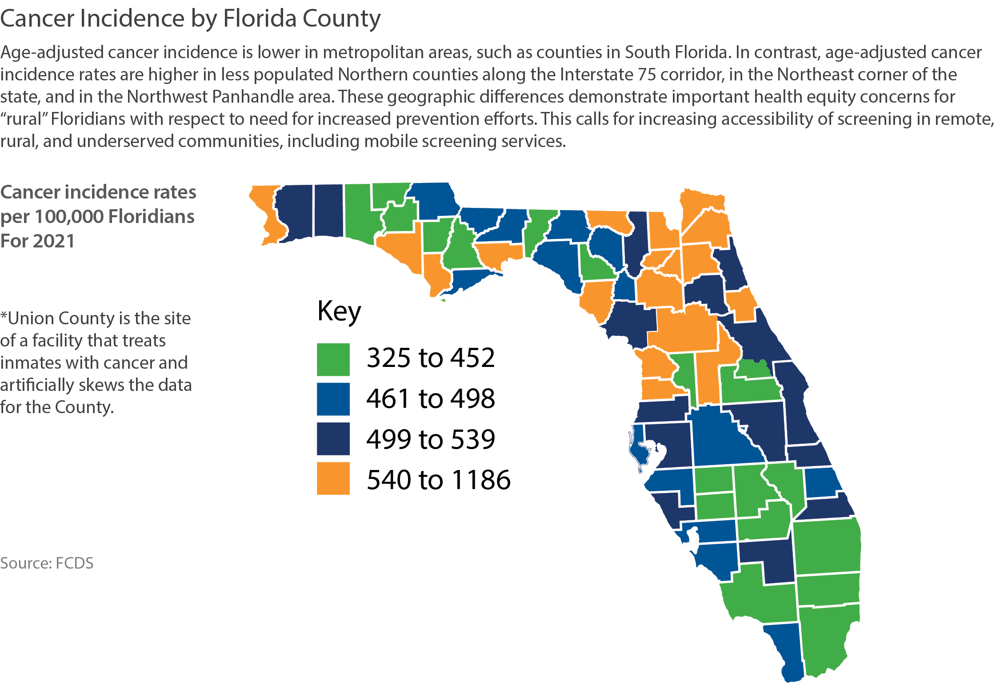 Cancer Incidence by Florida County
Age-adjusted cancer incidence is lower in metropolitan areas, such as counties in South Florida. In contrast, age-adjusted cancer
incidence rates are higher in less populated Northern counties along the Interstate 75 corridor, in the Northeast corner of the
state, and in the Northwest Panhandle area. These geographic differences demonstrate important health equity concerns for
“rural” Floridians with respect to need for increased prevention efforts. This calls for increasing accessibility of screening in remote,
rural, and underserved communities, including mobile screening services.
Cancer incidence rates
per 100,000 Floridians
For 2021
*Union County is the site
of a facility that treats
inmates with cancer and
artificially skews the data
for the County.
Key
325 to 452
461 to 498
499 to 539
540 to 1186
Source: FCDS